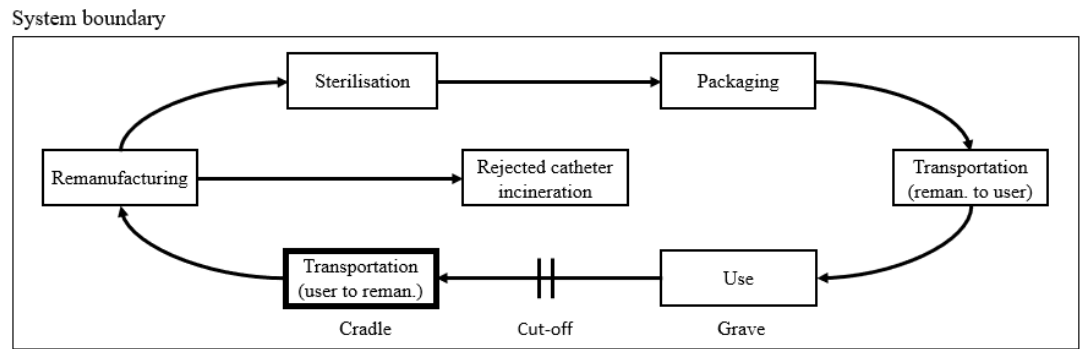 System boundary
Sterilisation
Packaging
Remanufacturing
Rejected catheter
incineration
Transportation
(reman. to user)
Transportation
(user to reman.)
Use
Cradle
Cut-off
Grave